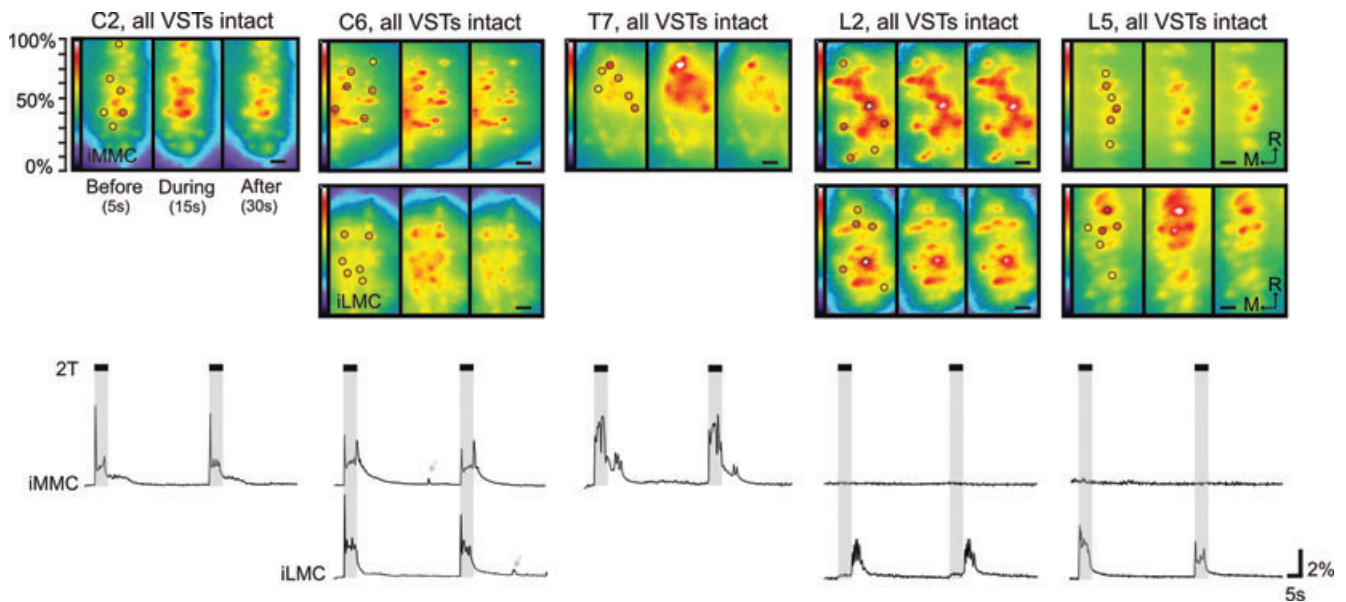 C2, all VSTs intact
C6, all VSTs intact
T7, all VSTs intact
L2, all VSTs intact
L5, all VSTs intact
100%
50%
0%
iMMC
R
M
Before
(5s)
During
(15s)
After
(30s)
iLMC
R
M
2T
iMMC
iLMC
2%
5s